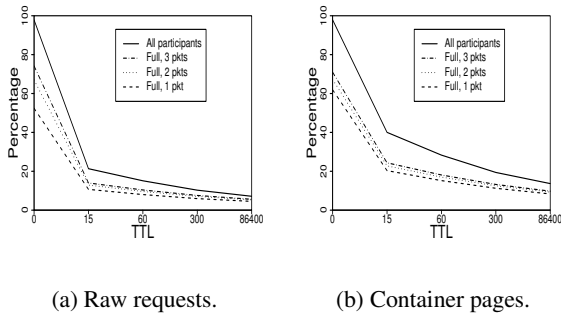 Percentage
100
80
60
40
20
0
All participants
Full, 3 pkts
Full, 2 pkts
Full, 1 pkt
0 15 60 300 86400
TTL
(a) Raw requests.
Percentage
100
80
60
40
20
0
All participants
Full, 3 pkts
Full, 2 pkts
Full, 1 pkt
0 15 60 300 86400
TTL
(b) Container pages.